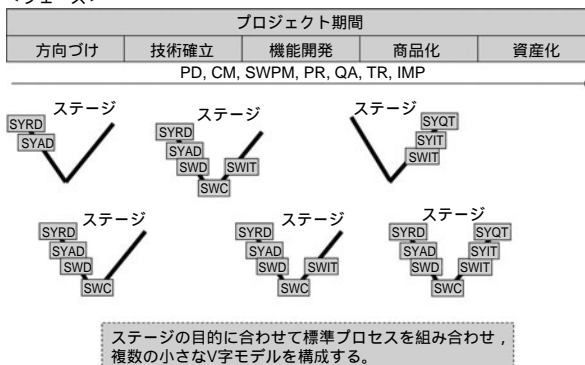 プロジェクト期間
方向づけ 技術確立 機能開発 商品化 資産化
PD, CM, SWPM, PR, QA, TR, IMP
ステージ
SYRD
SYAD
ステージ
SYRD
SYAD
SWD
SWC
SWIT
ステージ
SYQT
SYIT
SWIT
ステージ
SYRD
SYAD
SWD
SWC
ステージ
SYRD
SYAD
SWD
SWC
SWIT
ステージ
SYRD
SYAD
SWD
SWC
SWIT
SYIT
SYQT
ステージの目的に合わせて標準プロセスを組み合わせ，
複数の小さなV字モデルを構成する。